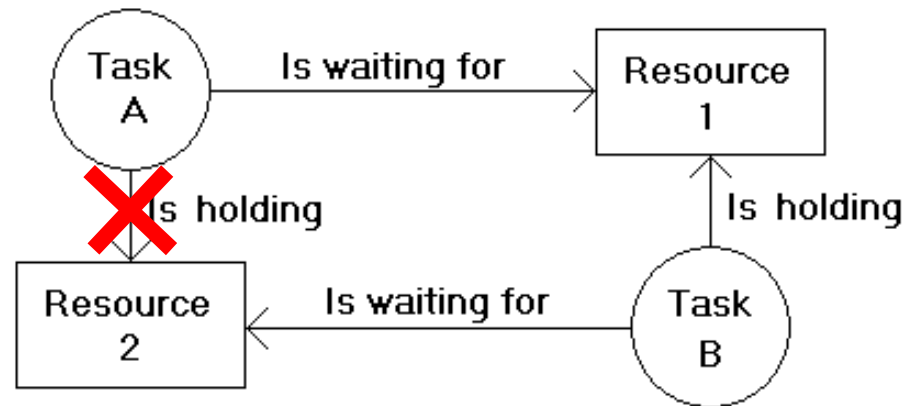 Task
A
Is waiting for
Resource
1
Is holding
Is holding
Resource
2
Is waiting for
Task
B